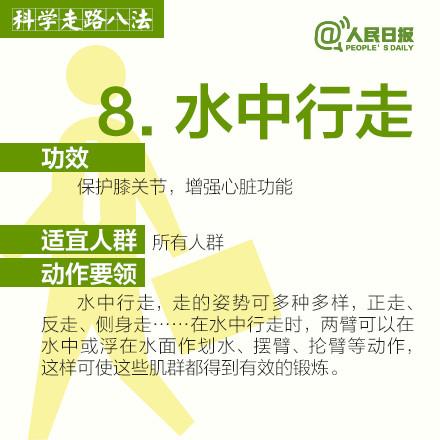 科学走路八法
@人民日报
PEOPLE'S DAILY
8. 水中行走
功效
保护膝关节，增强心脏功能
适宜人群 所有人群
动作要领
水中行走，走的姿势可多种多样，正走、
反走、侧身走……在水中行走时，两臂可以在
水中或浮在水面作划水、摆臂、抡臂等动作，
这样可使这些肌群都得到有效的锻炼。